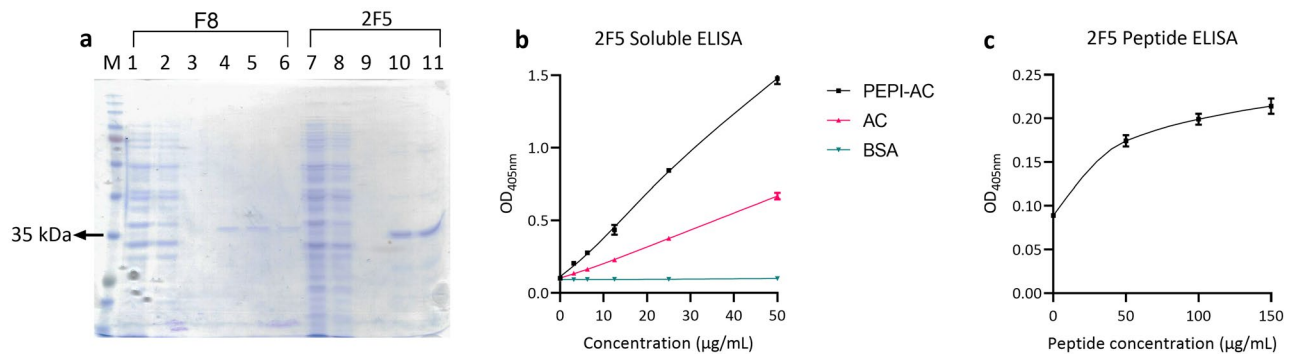 a
F8
2F5
M 1 2 3 4 5 6 7 8 9 10 11
35 kDa
b
2F5 Soluble ELISA
OD405nm
1.5
1.0
0.5
0.0
0 10 20 30 40 50
Concentration (µg/mL)
PEPI-AC
AC
BSA
c
2F5 Peptide ELISA
OD405nm
0.25
0.20
0.15
0.10
0.05
0.00
0 50 100 150
Peptide concentration (µg/mL)